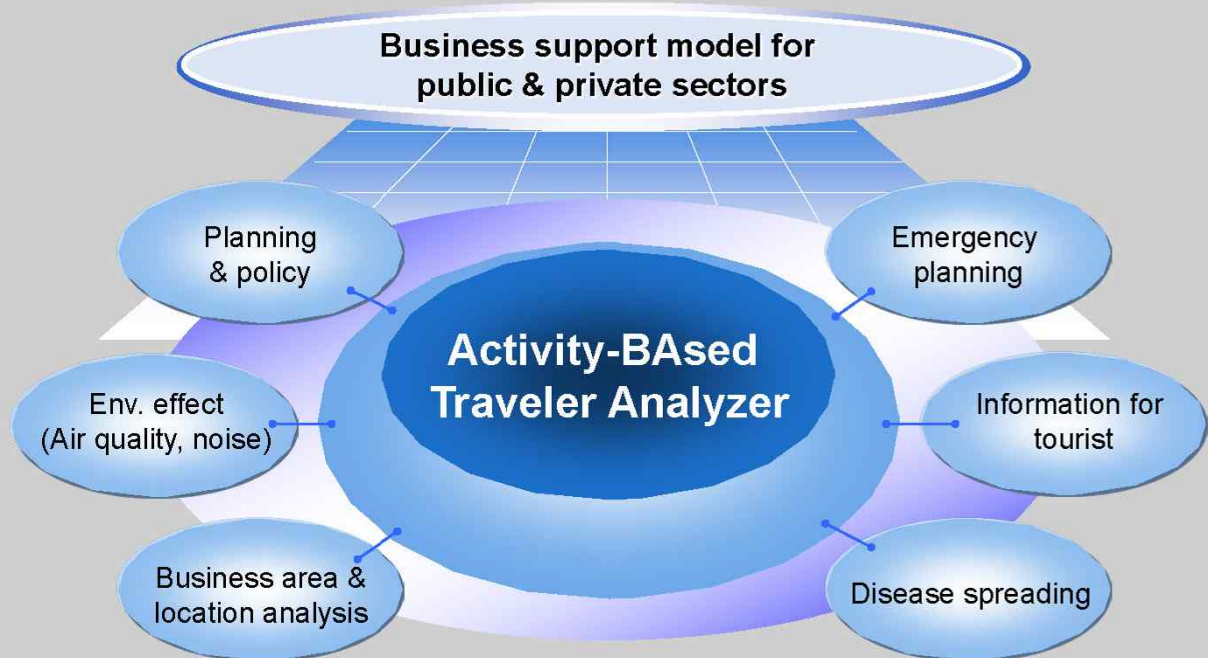 Business support model for
public & private sectors
Planning
& policy
Emergency
planning
Activity-BAsed
Traveler Analyzer
Env. effect
(Air quality, noise)
Information for
tourist
Business area &
location analysis
Disease spreading